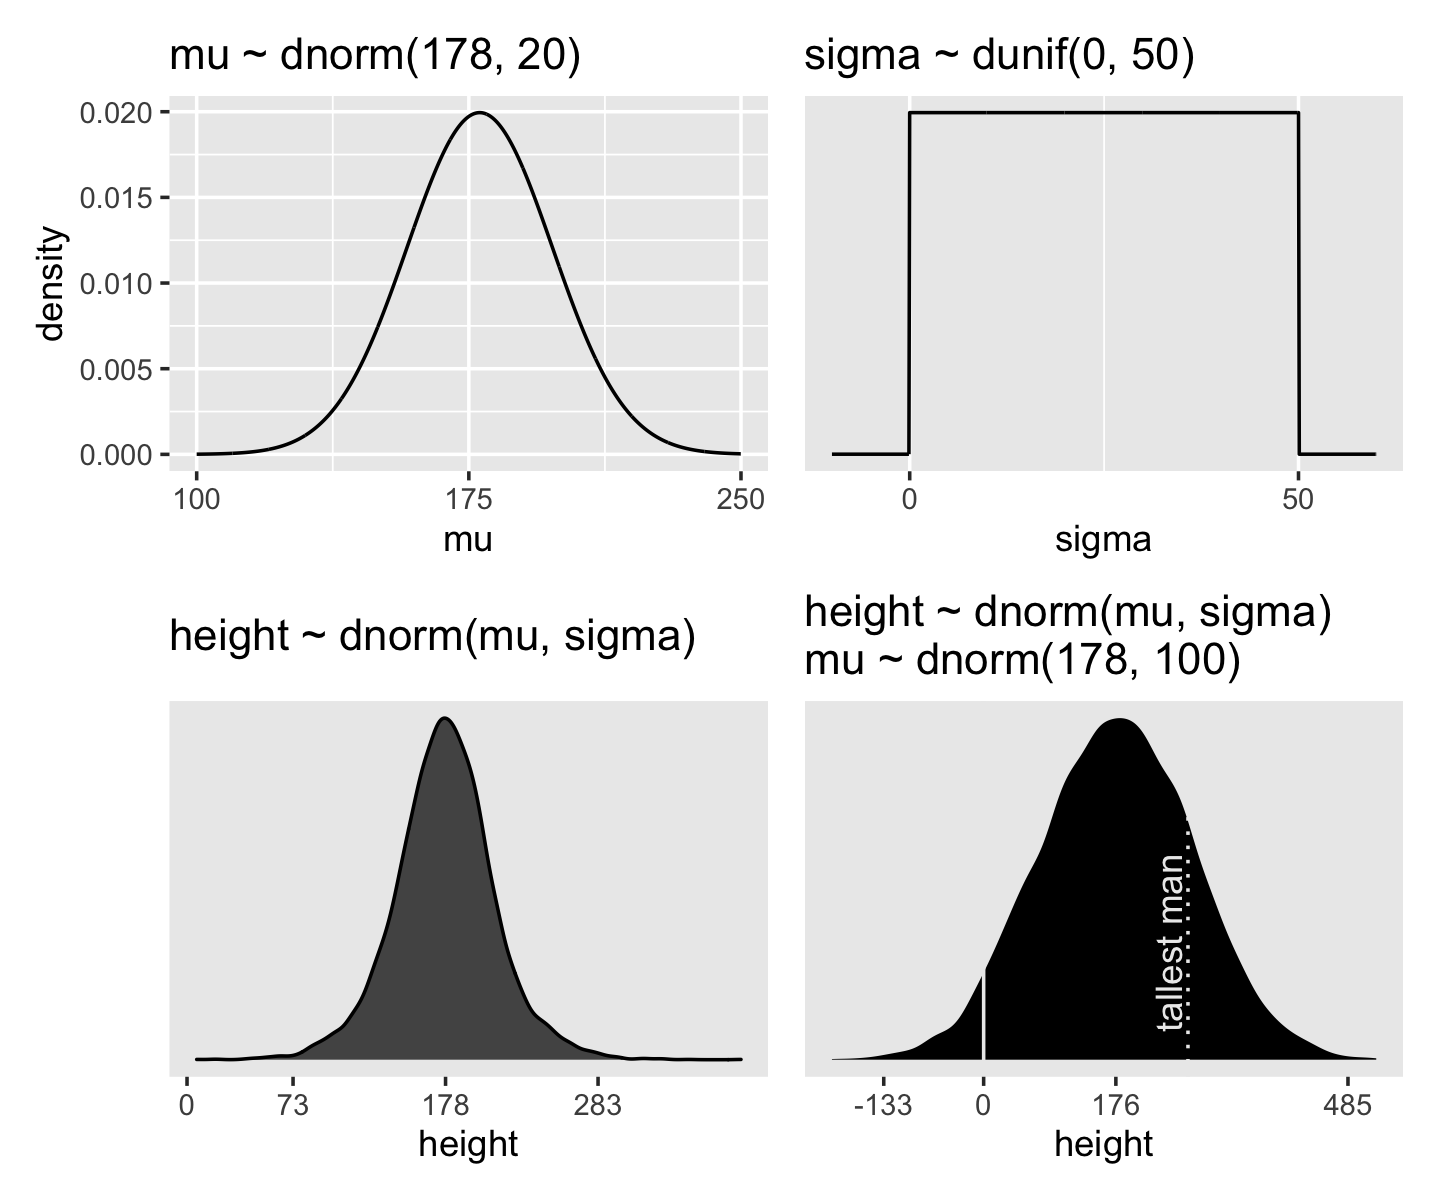 mu ~ dnorm(178, 20)
sigma ~ dunif(0, 50)
density
0.020
0.015
0.010
0.005
0.000
100 175 250
mu
0 50
sigma
height ~ dnorm(mu, sigma)
height ~ dnorm(mu, sigma)
mu ~ dnorm(178, 100)
tallest man
0 73 178 283
height
-133 0 176 485
height